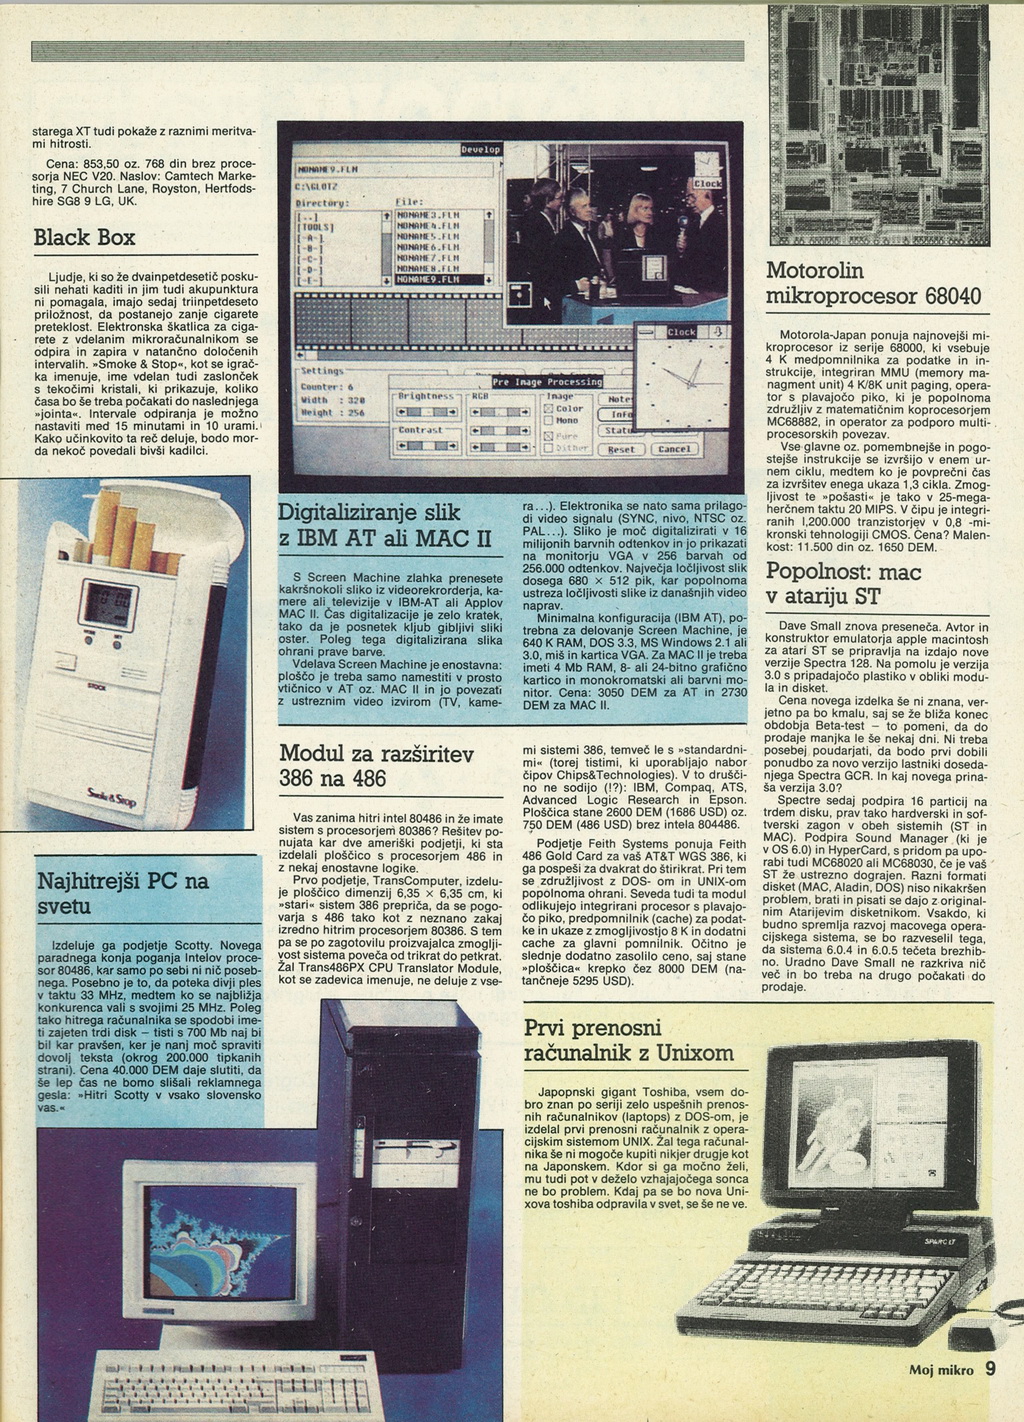 starega XT tudi pokaže z raznimi meritva-
mi hitrosti.
Cena: 853,50 oz. 768 din brez proce-
sorja NEC V20. Naslov: Camtech Marke-
ting, 7 Church Lane, Royston, Hertfods-
hire SG8 9 LG, UK.
Black Box
Ljudje, ki so že dvainpetdesetič posku-
sili nehati kaditi in jim tudi akupunktura
ni pomagala, imajo sedaj triinpetdeseto
priložnost, da postanejo zanje cigarete
preteklost. Elektronska škatlica za ciga-
rete z vdelanim mikroračunalnikom se
odpira in zapira v natančno določenih
intervalih. »Smoke & Stop«, kot se igrač-
ka imenuje, ime vdelan tudi zaslonček
s tekočimi kristali, ki prikazuje, koliko
časa bo še treba počakati do naslednjega
»jointa«. Intervale odpiranja je možno
nastaviti med 15 minutami in 10 urami.
Kako učinkovito ta reč deluje, bodo mor-
da nekoč povedali bivši kadilci.
STOCK
Smoke & Stop
Najhitrejši PC na
svetu
Izdeluje ga podjetje Scotty. Novega
paradnega konja poganja Intelov proce-
sor 80486, kar samo po sebi ni nič poseb-
nega. Posebno je to, da poteka divji ples
v taktu 33 MHz, medtem ko se najbližja
konkurenca vali s svojimi 25 MHz. Poleg
tako hitrega računalnika se spodobi ime-
ti zajeten trdi disk – tisti s 700 Mb naj bi
bil kar pravšen, ker je nanj moč spraviti
dovolj teksta (okrog 200.000 tipkanih
strani). Cena 40.000 DEM daje slutiti, da
še lep čas ne bomo slišali reklamnega
gesla: »Hitri Scotty v vsako slovensko
vas.«
Develop
NONAME9.FLM
C:\GLOTZ
Directory:
File:
[..]
[TOOLS]
[-A-]
[-B-]
[-C-]
[-D-]
[-E-]
NONAME3.FLM
NONAME4.FLM
NONAME5.FLM
NONAME6.FLM
NONAME7.FLM
NONAME8.FLM
NONAME9.FLM
Clock
Clock
Settings
Counter: 6
Width : 320
Height : 256
Pre Image Processing
Brightness
RGB
Image
Contrast
Color
Mono
Pure
Dither
Info
Reset
Cancel
Digitaliziranje slik
z IBM AT ali MAC II
S Screen Machine zlahka prenesete
kakršnokoli sliko iz videorekrorderja, ka-
mere ali televizije v IBM-AT ali Applov
MAC II. Čas digitalizacije je zelo kratek,
tako da je posnetek kljub gibljivi sliki
oster. Poleg tega digitalizirana slika
ohrani prave barve.
Vdelava Screen Machine je enostavna:
ploščo je treba samo namestiti v prosto
vtičnico v AT oz. MAC II in jo povezati
z ustreznim video izvirom (TV, kame-
ra...). Elektronika se nato sama prilago-
di video signalu (SYNC, nivo, NTSC oz.
PAL...). Sliko je moč digitalizirati v 16
milijonih barvnih odtenkov in jo prikazati
na monitorju VGA v 256 barvah od
256.000 odtenkov. Največja ločljivost slik
dosega 680 × 512 pik, kar popolnoma
ustreza ločljivosti slike iz današnjih video
naprav.
Minimalna konfiguracija (IBM AT), po-
trebna za delovanje Screen Machine, je
640 K RAM, DOS 3.3, MS Windows 2.1 ali
3.0, miš in kartica VGA. Za MAC II je treba
imeti 4 Mb RAM, 8- ali 24-bitno grafično
kartico in monokromatski ali barvni mo-
nitor. Cena: 3050 DEM za AT in 2730
DEM za MAC II.
Modul za razširitev
386 na 486
Vas zanima hitri intel 80486 in že imate
sistem s procesorjem 80386? Rešitev po-
nujata kar dve ameriški podjetji, ki sta
izdelali ploščico s procesorjem 486 in
z nekaj enostavne logike.
Prvo podjetje, TransComputer, izdelu-
je ploščico dimenzij 6,35 × 6,35 cm, ki
»stari« sistem 386 prepriča, da se pogo-
varja s 486 tako kot z neznano zakaj
izredno hitrim procesorjem 80386. S tem
pa se po zagotovilu proizvajalca zmoglji-
vost sistema poveča od trikrat do petkrat.
Žal Trans486PX CPU Translator Module,
kot se zadevica imenuje, ne deluje z vse-
mi sistemi 386, temveč le s »standardni-
mi« (torej tistimi, ki uporabljajo nabor
čipov Chips&Technologies). V to drušči-
no ne sodijo (!?): IBM, Compaq, ATS,
Advanced Logic Research in Epson.
Ploščica stane 2600 DEM (1686 USD) oz.
750 DEM (486 USD) brez intela 804486.
Podjetje Feith Systems ponuja Feith
486 Gold Card za vaš AT&T WGS 386, ki
ga pospeši za dvakrat do štirikrat. Pri tem
se združljivost z DOS- om in UNIX-om
popolnoma ohrani. Seveda tudi ta modul
odlikujejo integrirani procesor s plavajo-
čo piko, predpomnilnik (cache) za podat-
ke in ukaze z zmogljivostjo 8 K in dodatni
cache za glavni pomnilnik. Očitno je
slednje dodatno zasolilo ceno, saj stane
»ploščica« krepko čez 8000 DEM (na-
tančneje 5295 USD).
Motorolin
mikroprocesor 68040
Motorola-Japan ponuja najnovejši mi-
kroprocesor iz serije 68000, ki vsebuje
4 K medpomnilnika za podatke in in-
strukcije, integriran MMU (memory ma-
nagment unit) 4 K/8K unit paging, opera-
tor s plavajočo piko, ki je popolnoma
združljiv z matematičnim koprocesorjem
MC68882, in operator za podporo multi-
procesorskih povezav.
Vse glavne oz. pomembnejše in pogo-
stejše instrukcije se izvršijo v enem ur-
nem ciklu, medtem ko je povprečni čas
za izvršitev enega ukaza 1,3 cikla. Zmog-
ljivost te »pošasti« je tako v 25-mega-
herčnem taktu 20 MIPS. V čipu je integri-
ranih 1,200.000 tranzistorjev v 0,8 -mi-
kronski tehnologiji CMOS. Cena? Malen-
kost: 11.500 din oz. 1650 DEM.
Popolnost: mac
v atariju ST
Dave Small znova preseneča. Avtor in
konstruktor emulatorja apple macintosh
za atari ST se pripravlja na izdajo nove
verzije Spectra 128. Na pomolu je verzija
3.0 s pripadajočo plastiko v obliki modu-
la in disket.
Cena novega izdelka še ni znana, ver-
jetno pa bo kmalu, saj se že bliža konec
obdobja Beta-test – to pomeni, da do
prodaje manjka le še nekaj dni. Ni treba
posebej poudarjati, da bodo prvi dobili
ponudbo za novo verzijo lastniki doseda-
njega Spectra GCR. In kaj novega prina-
ša verzija 3.0?
Spectre sedaj podpira 16 particij na
trdem disku, prav tako hardverski in sof-
tverski zagon v obeh sistemih (ST in
MAC). Podpira Sound Manager (ki je
v OS 6.0) in HyperCard, s pridom pa upo-
rabi tudi MC68020 ali MC68030, če je vaš
ST že ustrezno dograjen. Razni formati
disket (MAC, Aladin, DOS) niso nikakršen
problem, brati in pisati se dajo z original-
nim Atarijevim disketnikom. Vsakdo, ki
budno spremlja razvoj macovega opera-
cijskega sistema, se bo razveselil tega,
da sistema 6.0.4 in 6.0.5 tečeta brezhib-
no. Uradno Dave Small ne razkriva nič
več in bo treba na drugo počakati do
prodaje.
Prvi prenosni
računalnik z Unixom
Japopnski gigant Toshiba, vsem do-
bro znan po seriji zelo uspešnih prenos-
nih računalnikov (laptops) z DOS-om, je
izdelal prvi prenosni računalnik z opera-
cijskim sistemom UNIX. Žal tega računal-
nika še ni mogoče kupiti nikjer drugje kot
na Japonskem. Kdor si ga močno želi,
mu tudi pot v deželo vzhajajočega sonca
ne bo problem. Kdaj pa se bo nova Uni-
xova toshiba odpravila v svet, se še ne ve.
SPARC LT
Moj mikro 9